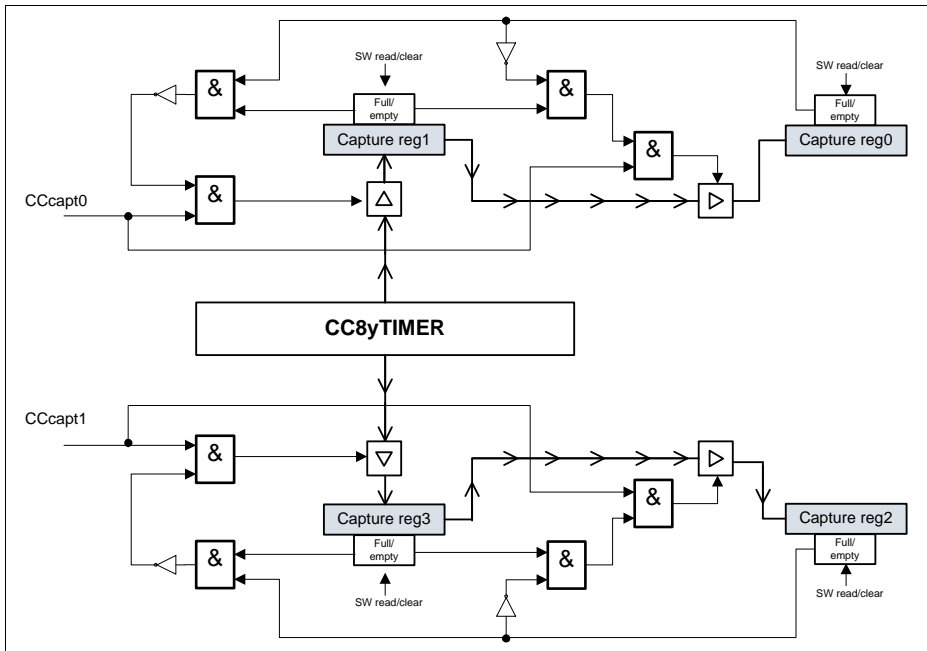 SW read/clear
SW read/clear
&
&
Full/
empty
Full/
empty
Capture reg1
&
Capture reg0
&
CCcapt0
CC8yTIMER
CCcapt1
&
&
Capture reg3
Capture reg2
Full/
empty
Full/
empty
&
&
SW read/clear
SW read/clear